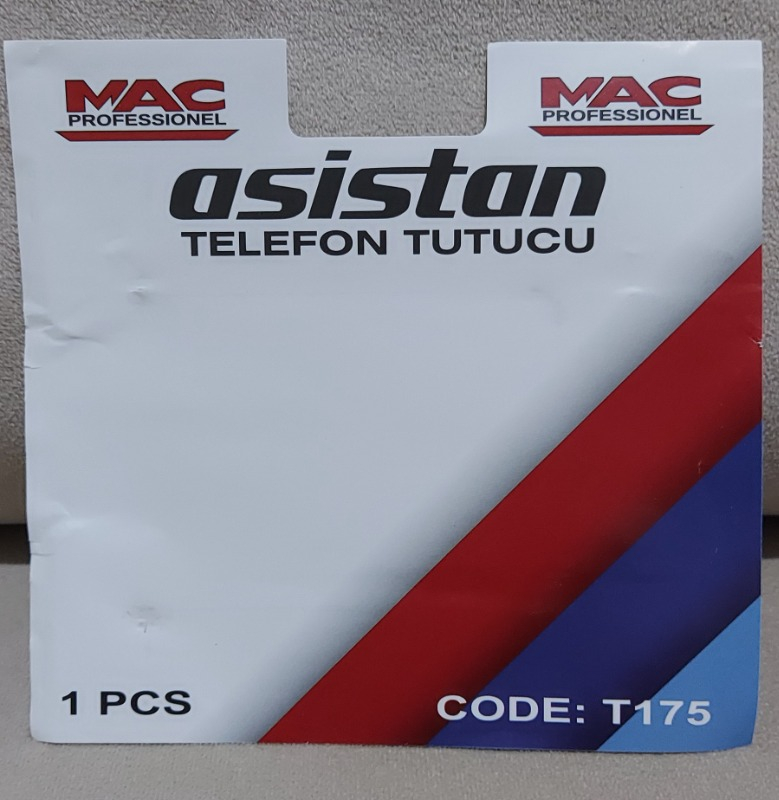 MAC
PROFESSIONEL
MAC
PROFESSIONEL
asistan
TELEFON TUTUCU
1 PCS
CODE: T175